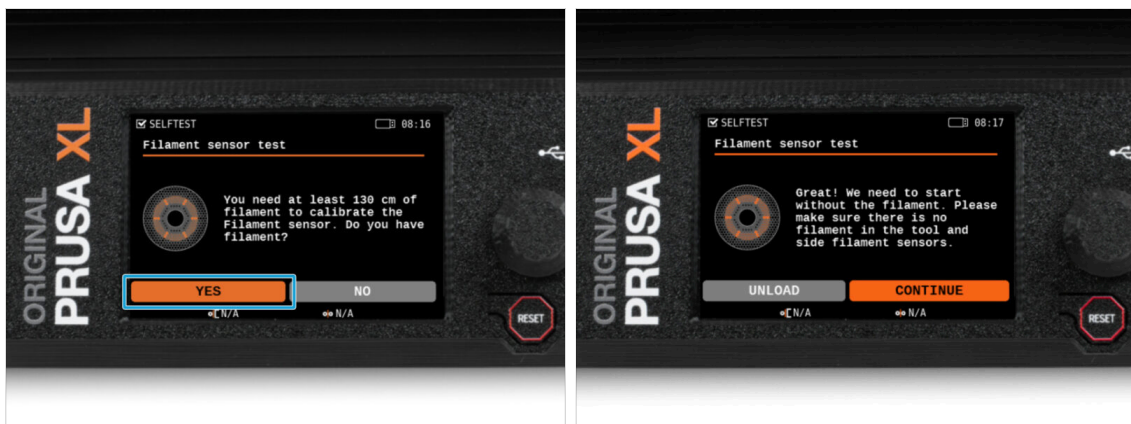 ORIGINAL
PRUSA XL
SELFTEST
08:16
Filament sensor test
You need at least 130 cm of
filament to calibrate the
Filament sensor. Do you have
filament?
YES
NO
N/A
N/A
RESET
ORIGINAL
PRUSA XL
SELFTEST
08:17
Filament sensor test
Great! We need to start
without the filament. Please
make sure there is no
filament in the tool and
side filament sensors.
UNLOAD
CONTINUE
N/A
N/A
RESET